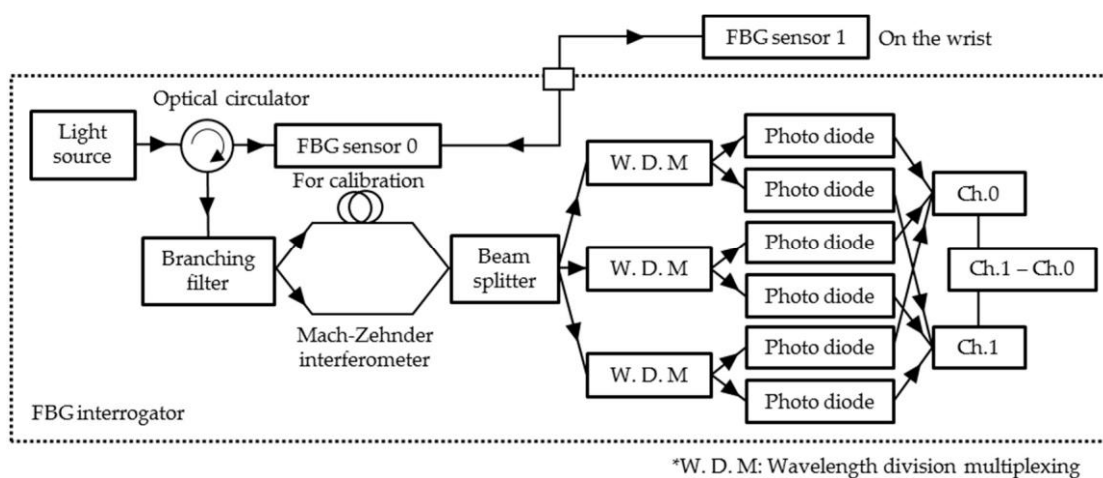 FBG sensor 1
On the wrist
Optical circulator
Light
source
FBG sensor 0
For calibration
Branching
filter
Mach-Zehnder
interferometer
Beam
splitter
W. D. M
W. D. M
W. D. M
Photo diode
Photo diode
Photo diode
Photo diode
Photo diode
Photo diode
Ch.0
Ch.1 – Ch.0
Ch.1
FBG interrogator
*W. D. M: Wavelength division multiplexing